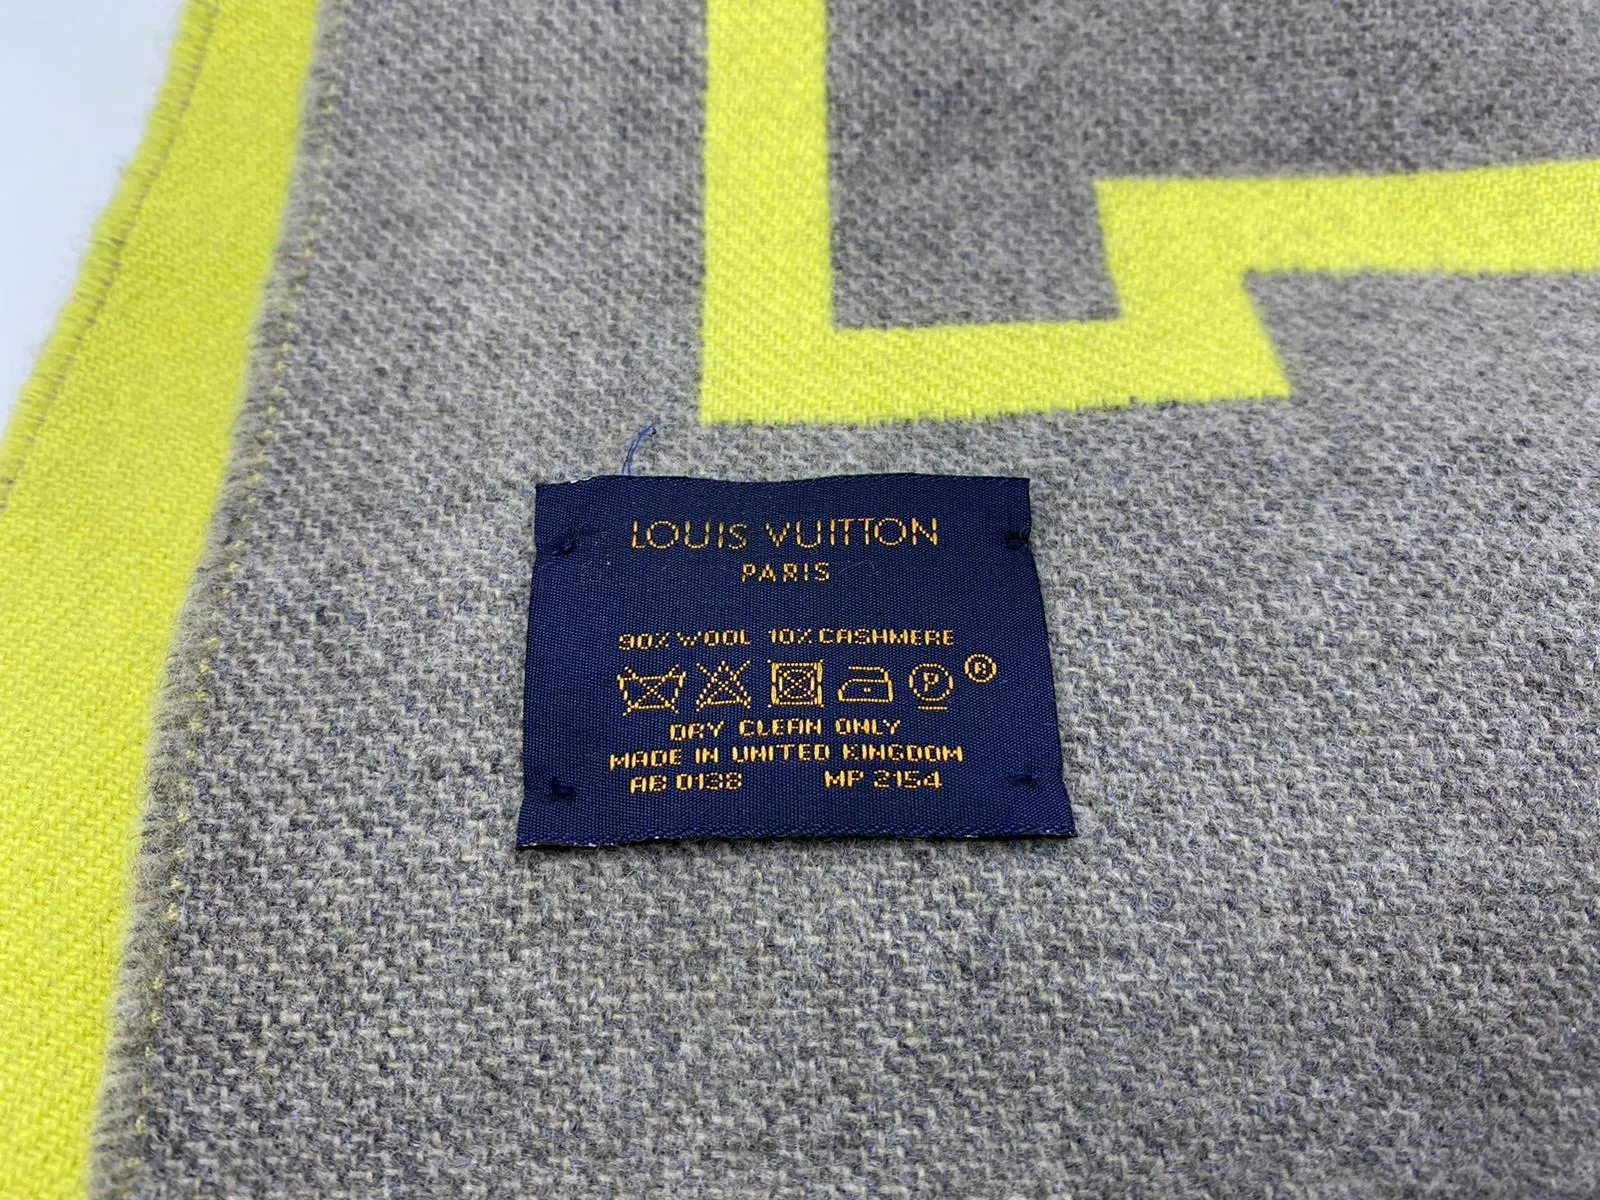 LOUIS VUITTON
PARIS
90% WOOL 10% CASHMERE
P ®
DRY CLEAN ONLY
MADE IN UNITED KINGDOM
AB 0138 MP 2154